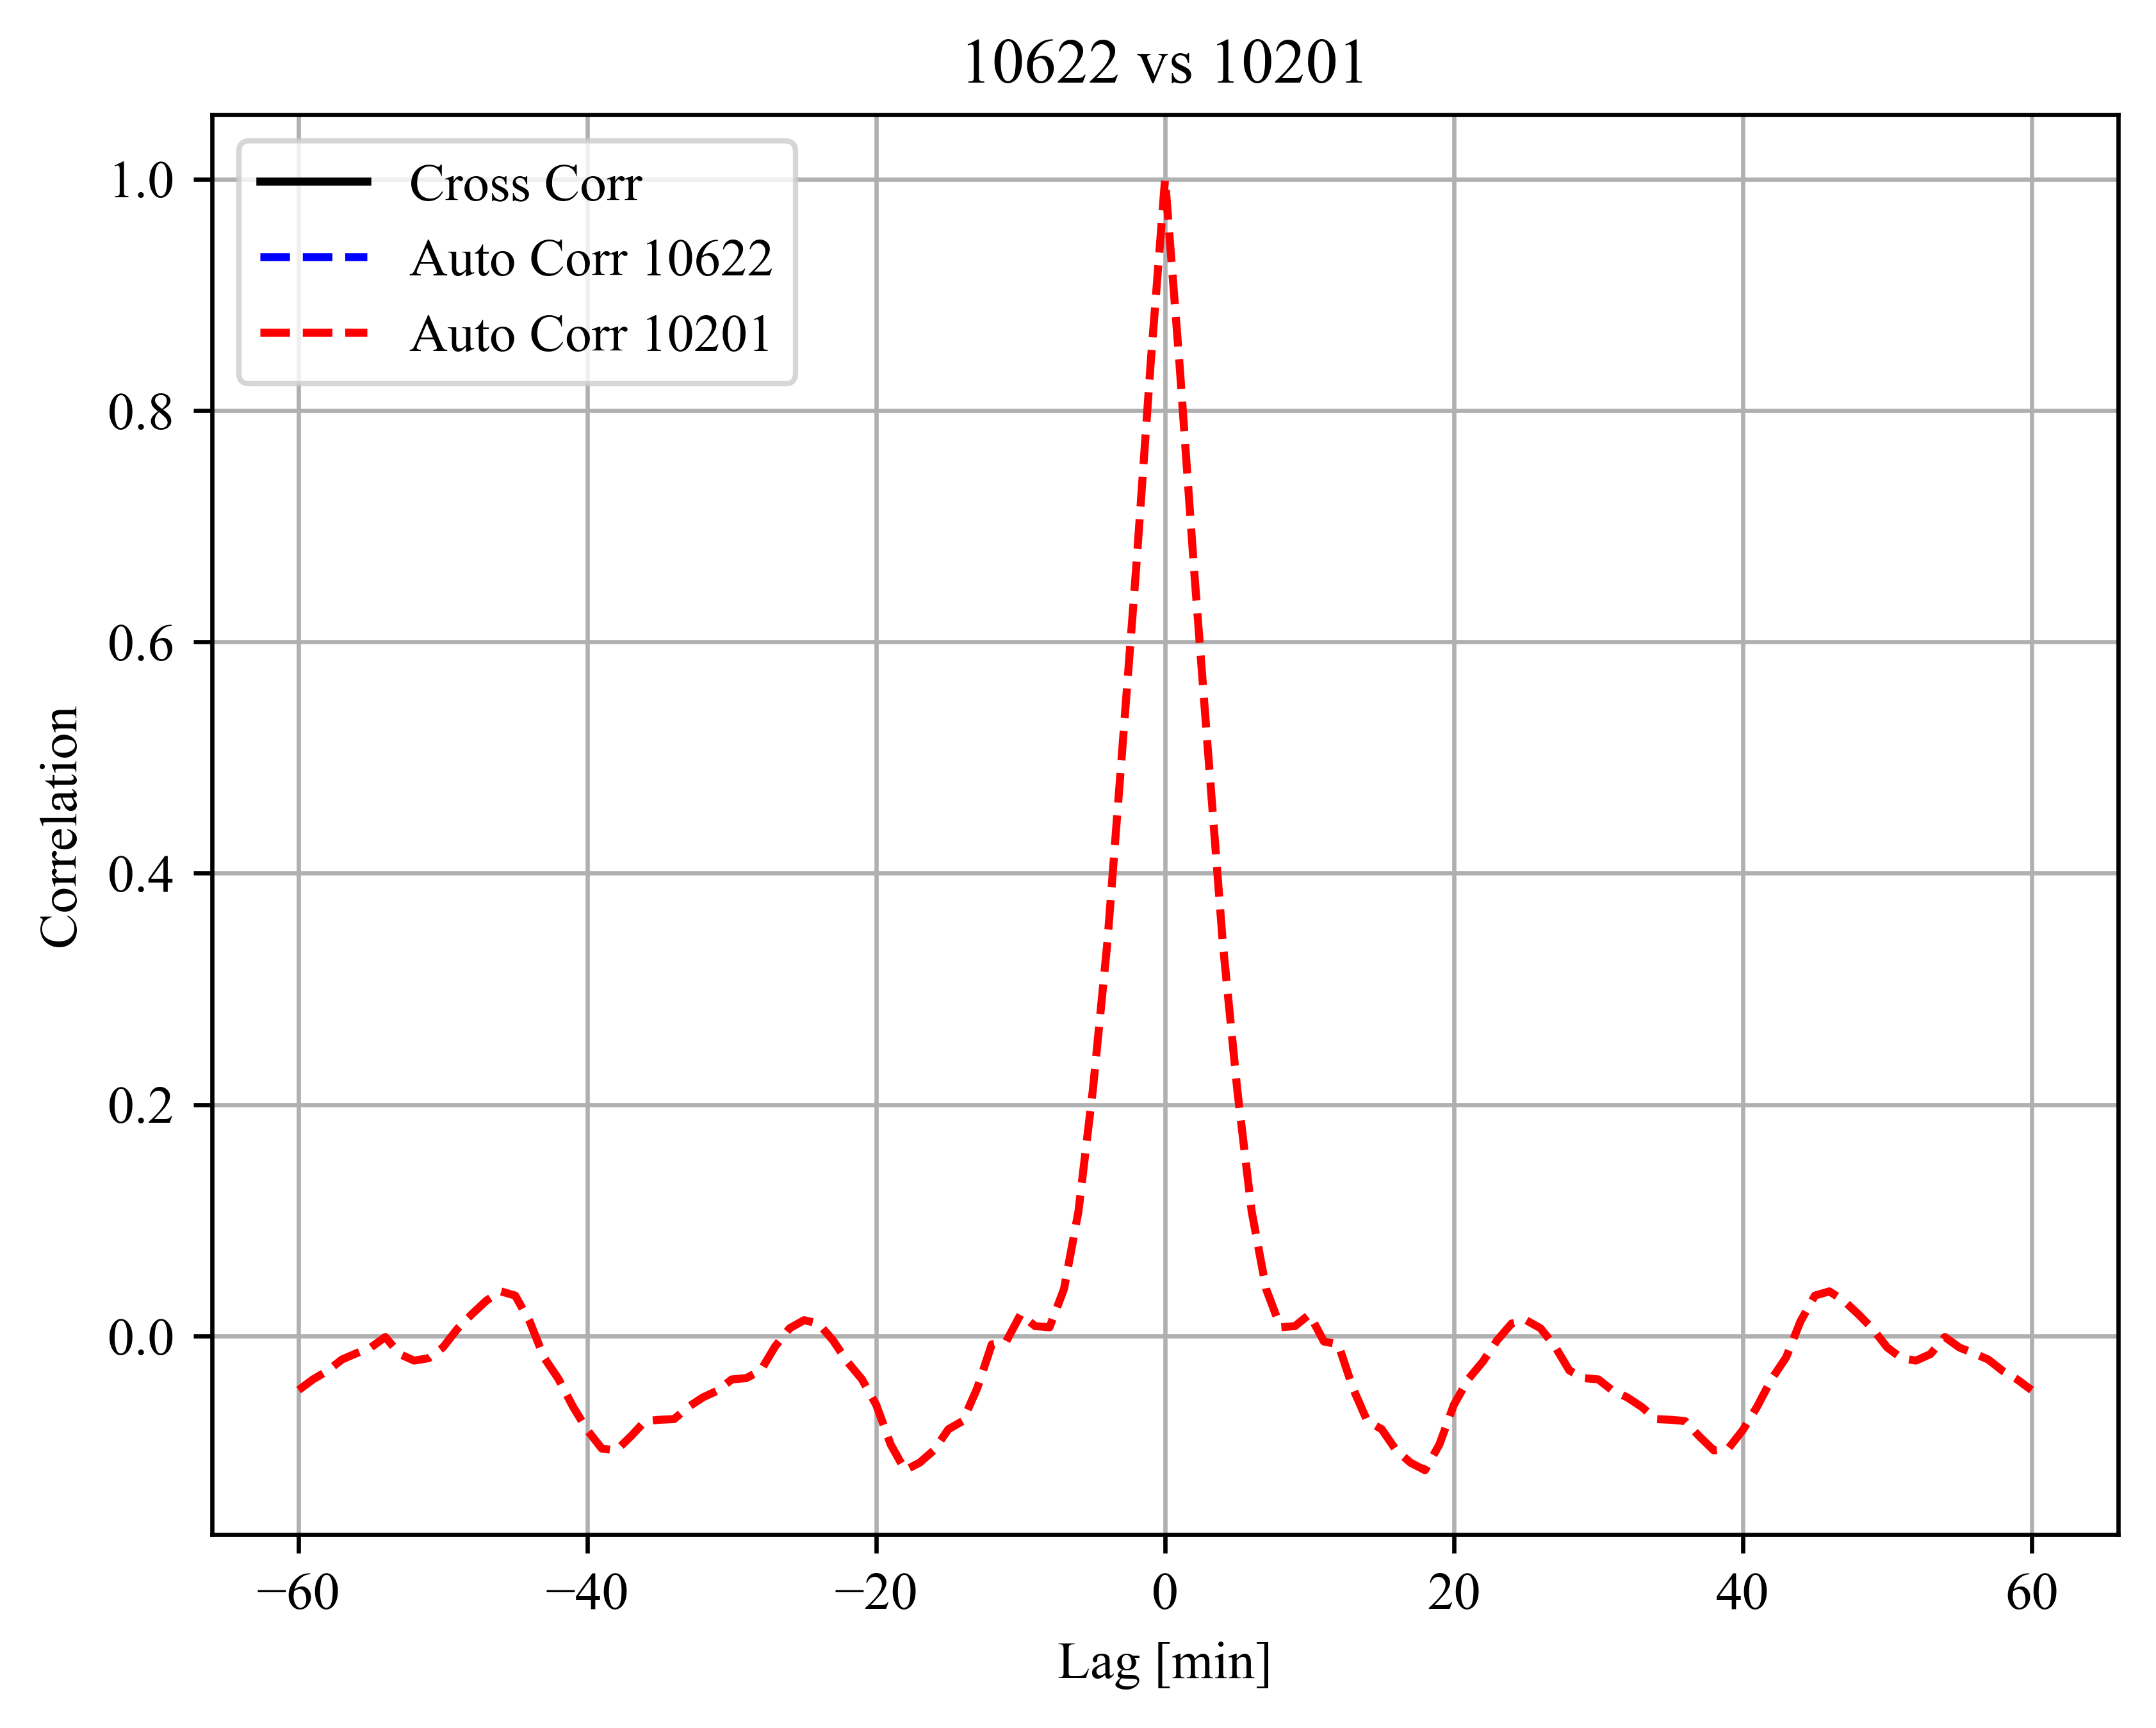 10622 vs 10201
Cross Corr
Auto Corr 10622
Auto Corr 10201
Correlation
1.0
0.8
0.6
0.4
0.2
0.0
−60 −40 −20 0 20 40 60
Lag [min]